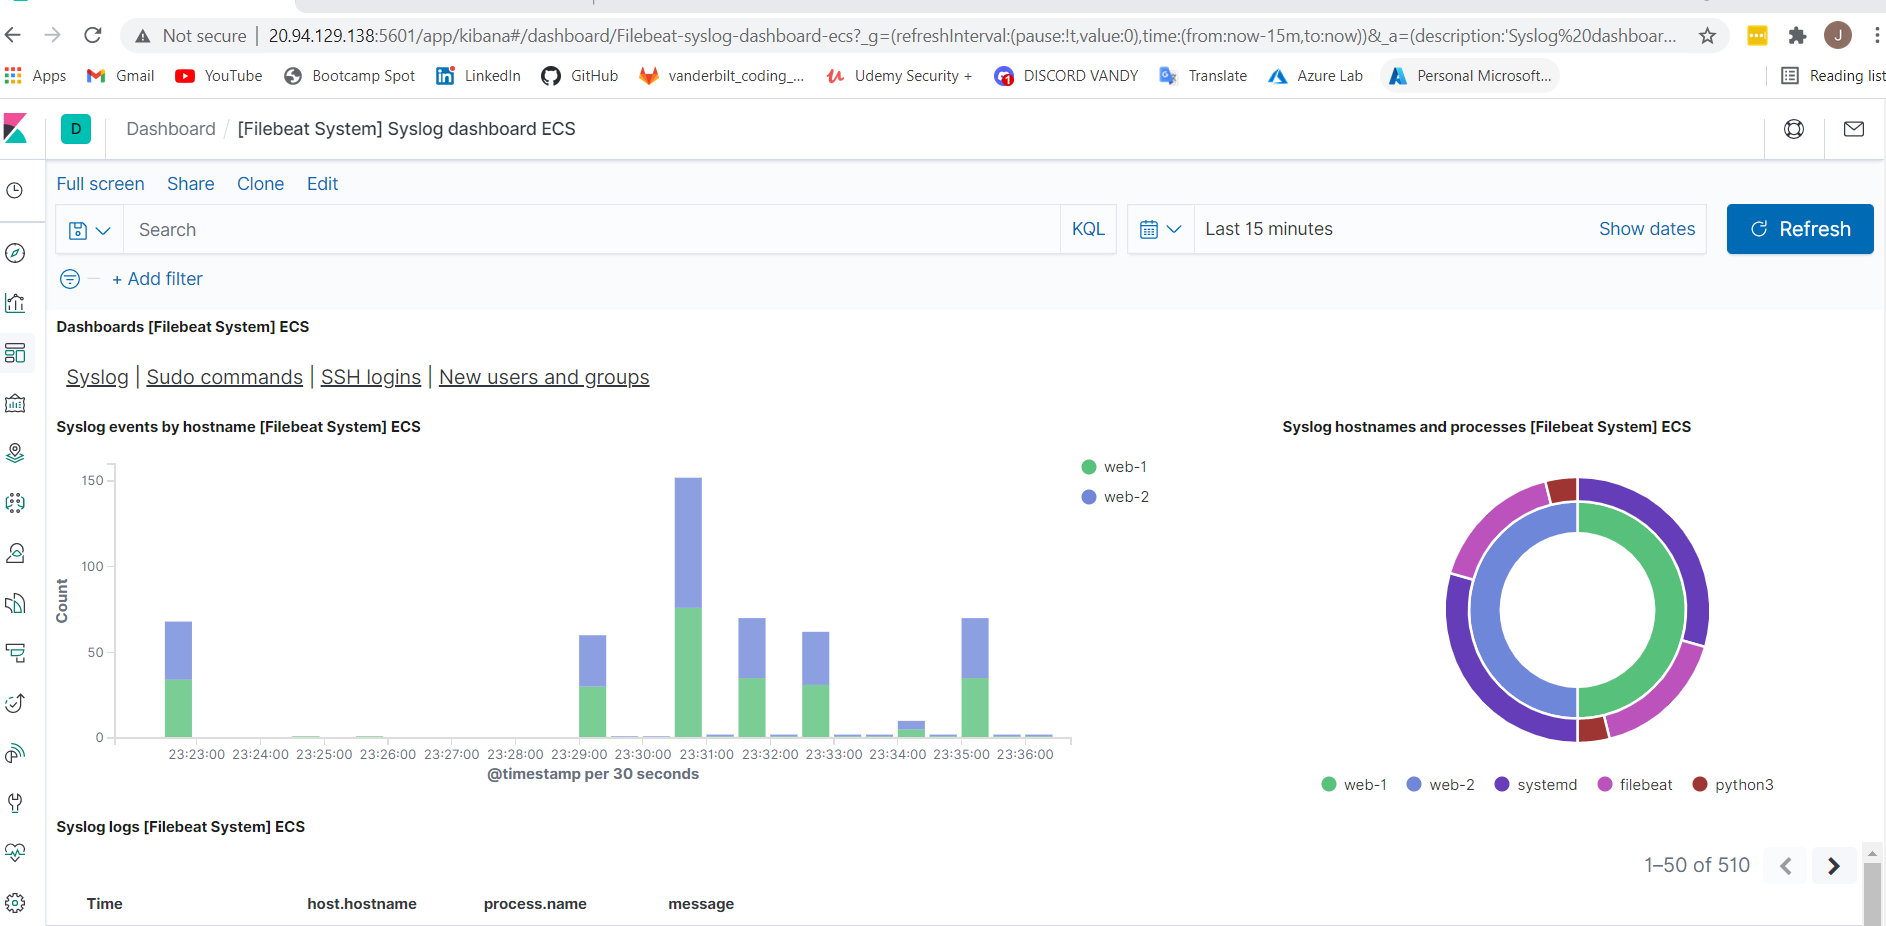 Not secure | 20.94.129.138:5601/app/kibana#/dashboard/Filebeat-syslog-dashboard-ecs?_g=(refreshInterval:(pause:!t,value:0),time:(from:now-15m,to:now))&_a=(description:'Syslog%20dashboar...
Apps Gmail YouTube Bootcamp Spot LinkedIn GitHub vanderbilt_coding_... Udemy Security + DISCORD VANDY Translate Azure Lab Personal Microsoft... Reading list
D Dashboard / [Filebeat System] Syslog dashboard ECS
Full screen Share Clone Edit
Search KQL Last 15 minutes Show dates Refresh
+ Add filter
Dashboards [Filebeat System] ECS
Syslog | Sudo commands | SSH logins | New users and groups
Syslog events by hostname [Filebeat System] ECS
150
100
50
0
Count
23:23:00 23:24:00 23:25:00 23:26:00 23:27:00 23:28:00 23:29:00 23:30:00 23:31:00 23:32:00 23:33:00 23:34:00 23:35:00 23:36:00
@timestamp per 30 seconds
web-1
web-2
Syslog hostnames and processes [Filebeat System] ECS
web-1 web-2 systemd filebeat python3
Syslog logs [Filebeat System] ECS
1–50 of 510
Time host.hostname process.name message